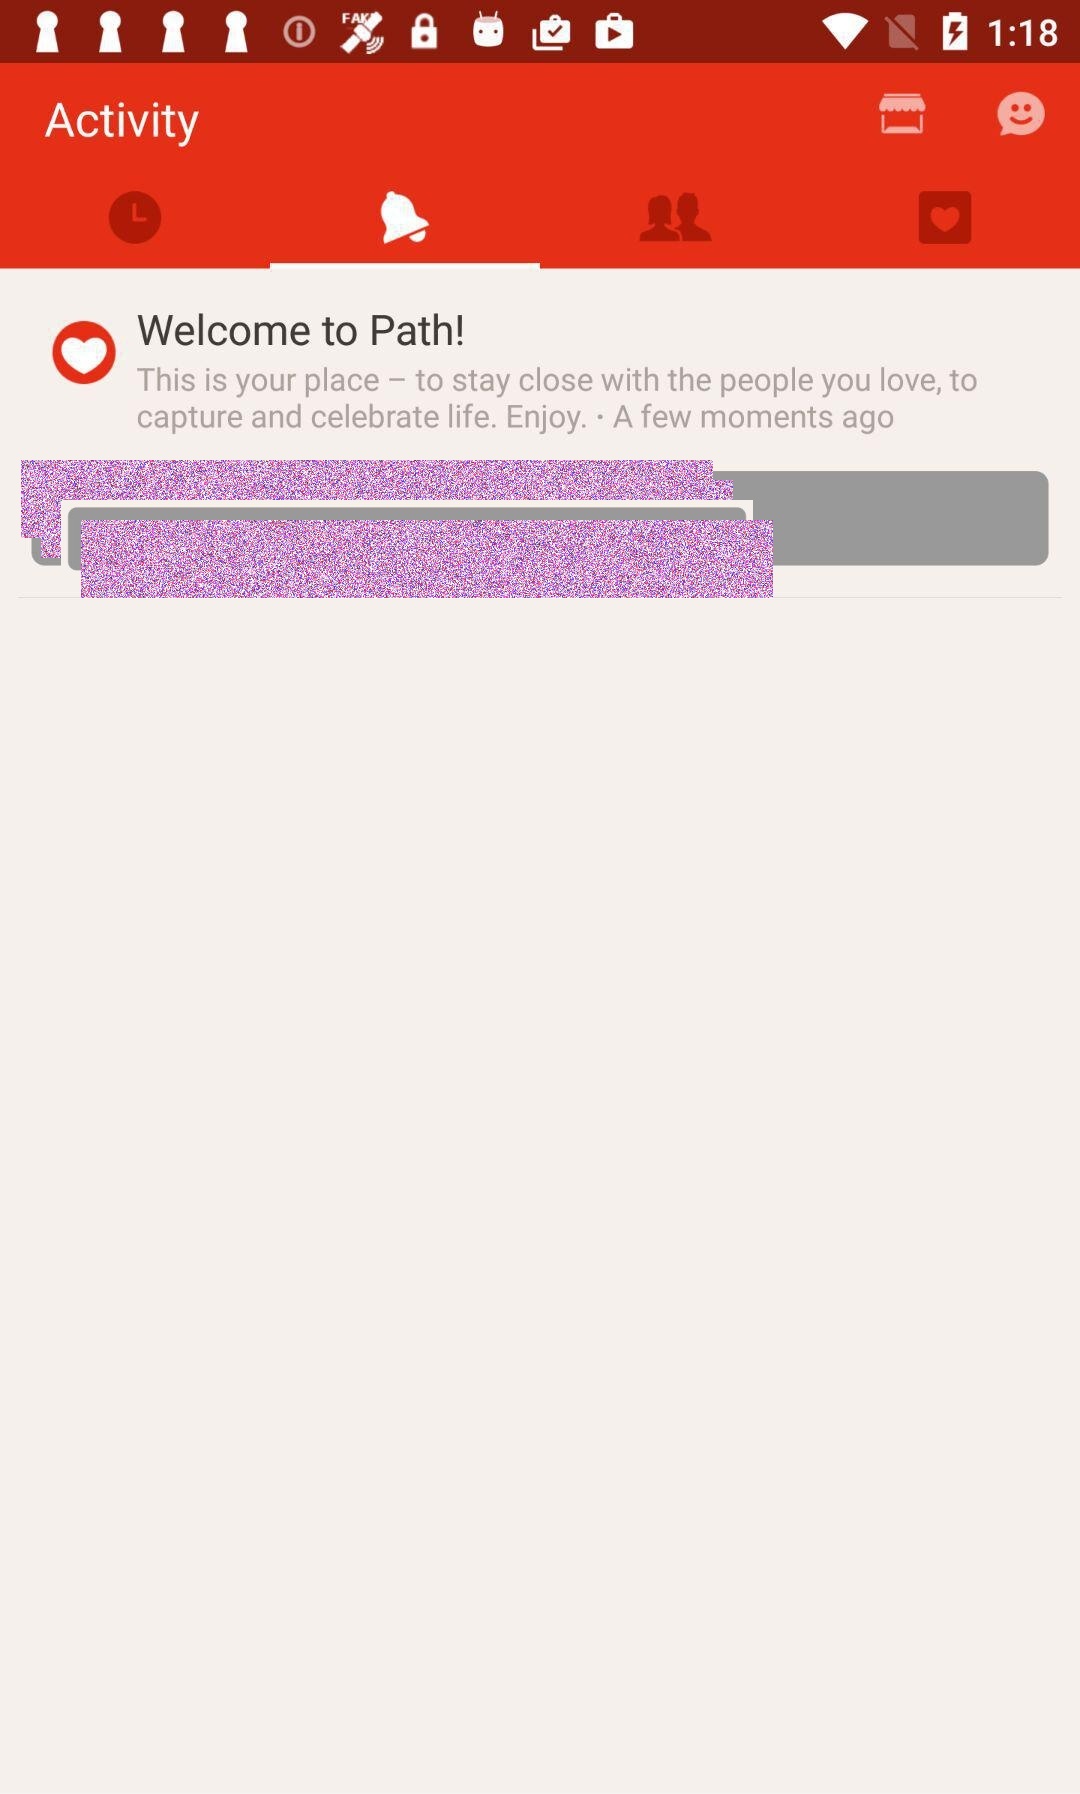 FAKE
1:18
Activity
Welcome to Path!
This is your place – to stay close with the people you love, to
capture and celebrate life. Enjoy. · A few moments ago